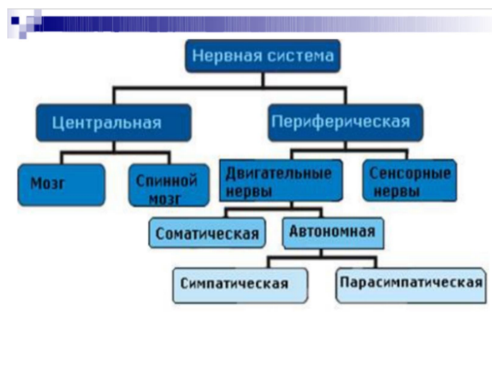 Нервная система
Центральная
Периферическая
Мозг
Спинной
мозг
Двигательные
нервы
Сенсорные
нервы
Соматическая
Автономная
Симпатическая
Парасимпатическая